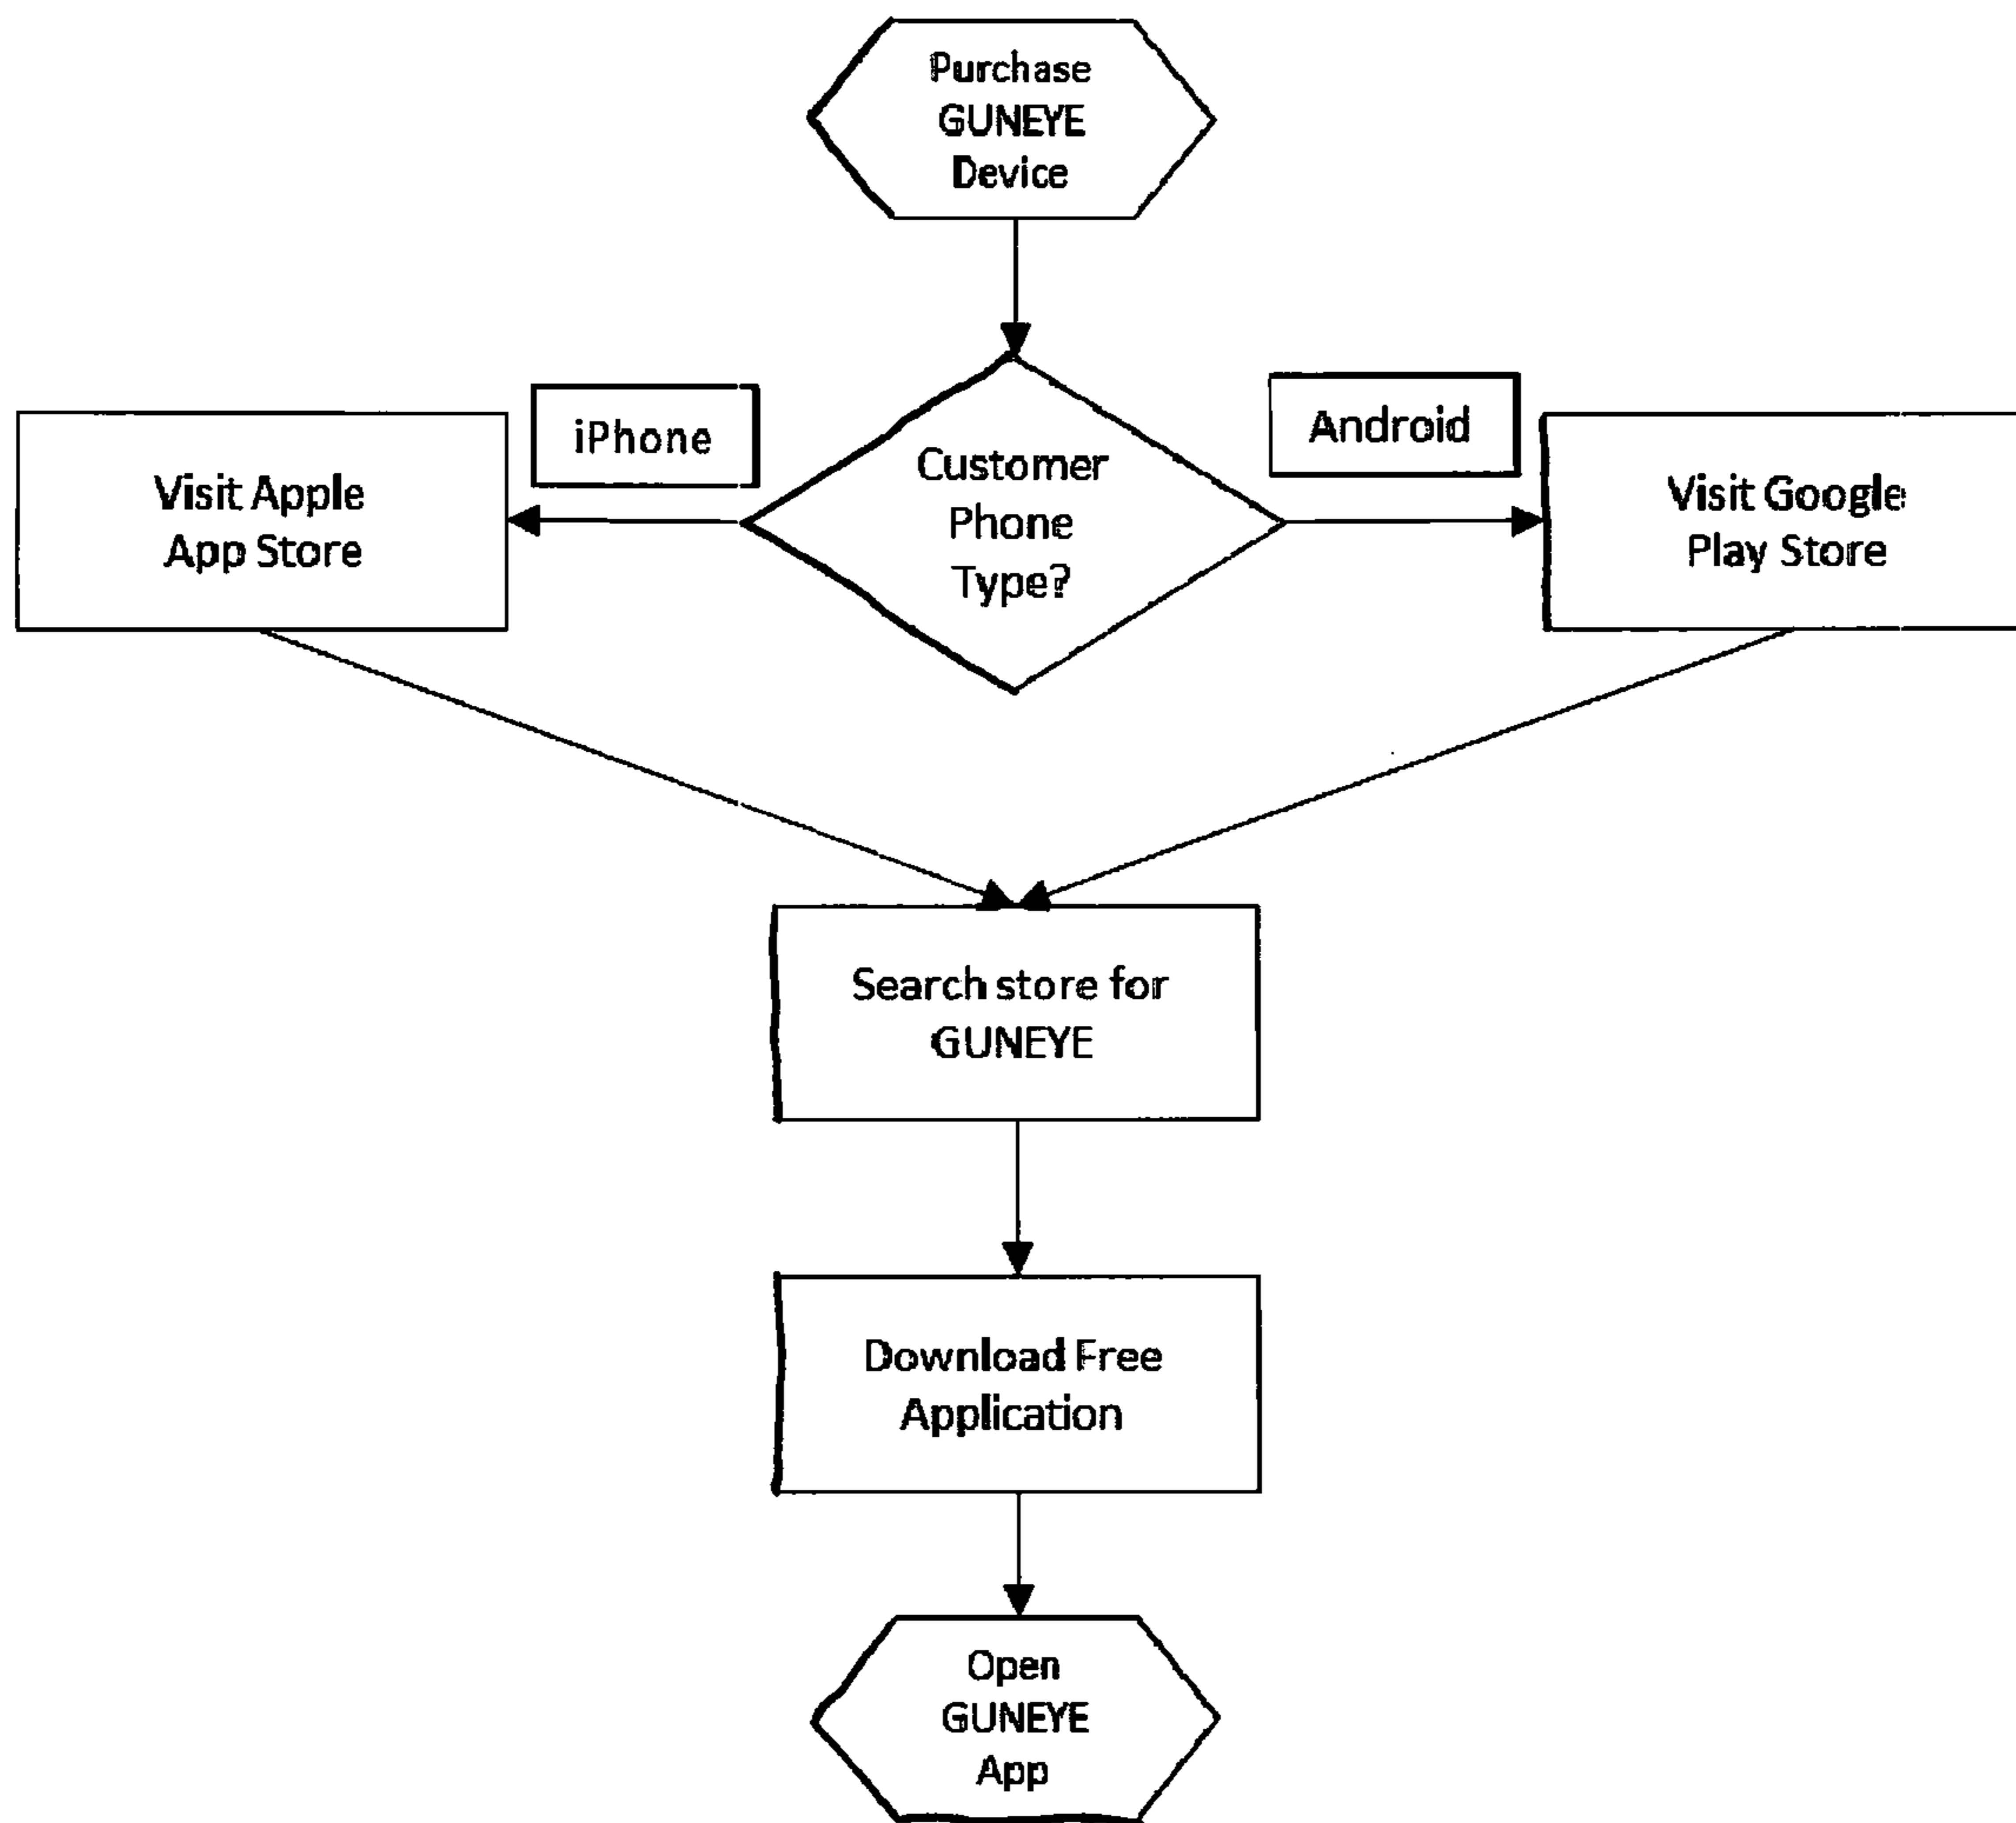 Purchase
GUNEYE
Device
iPhone
Android
Visit Apple
App Store
Customer
Phone
Type?
Visit Google
Play Store
Search store for
GUNEYE
Download Free
Application
Open
GUNEYE
App